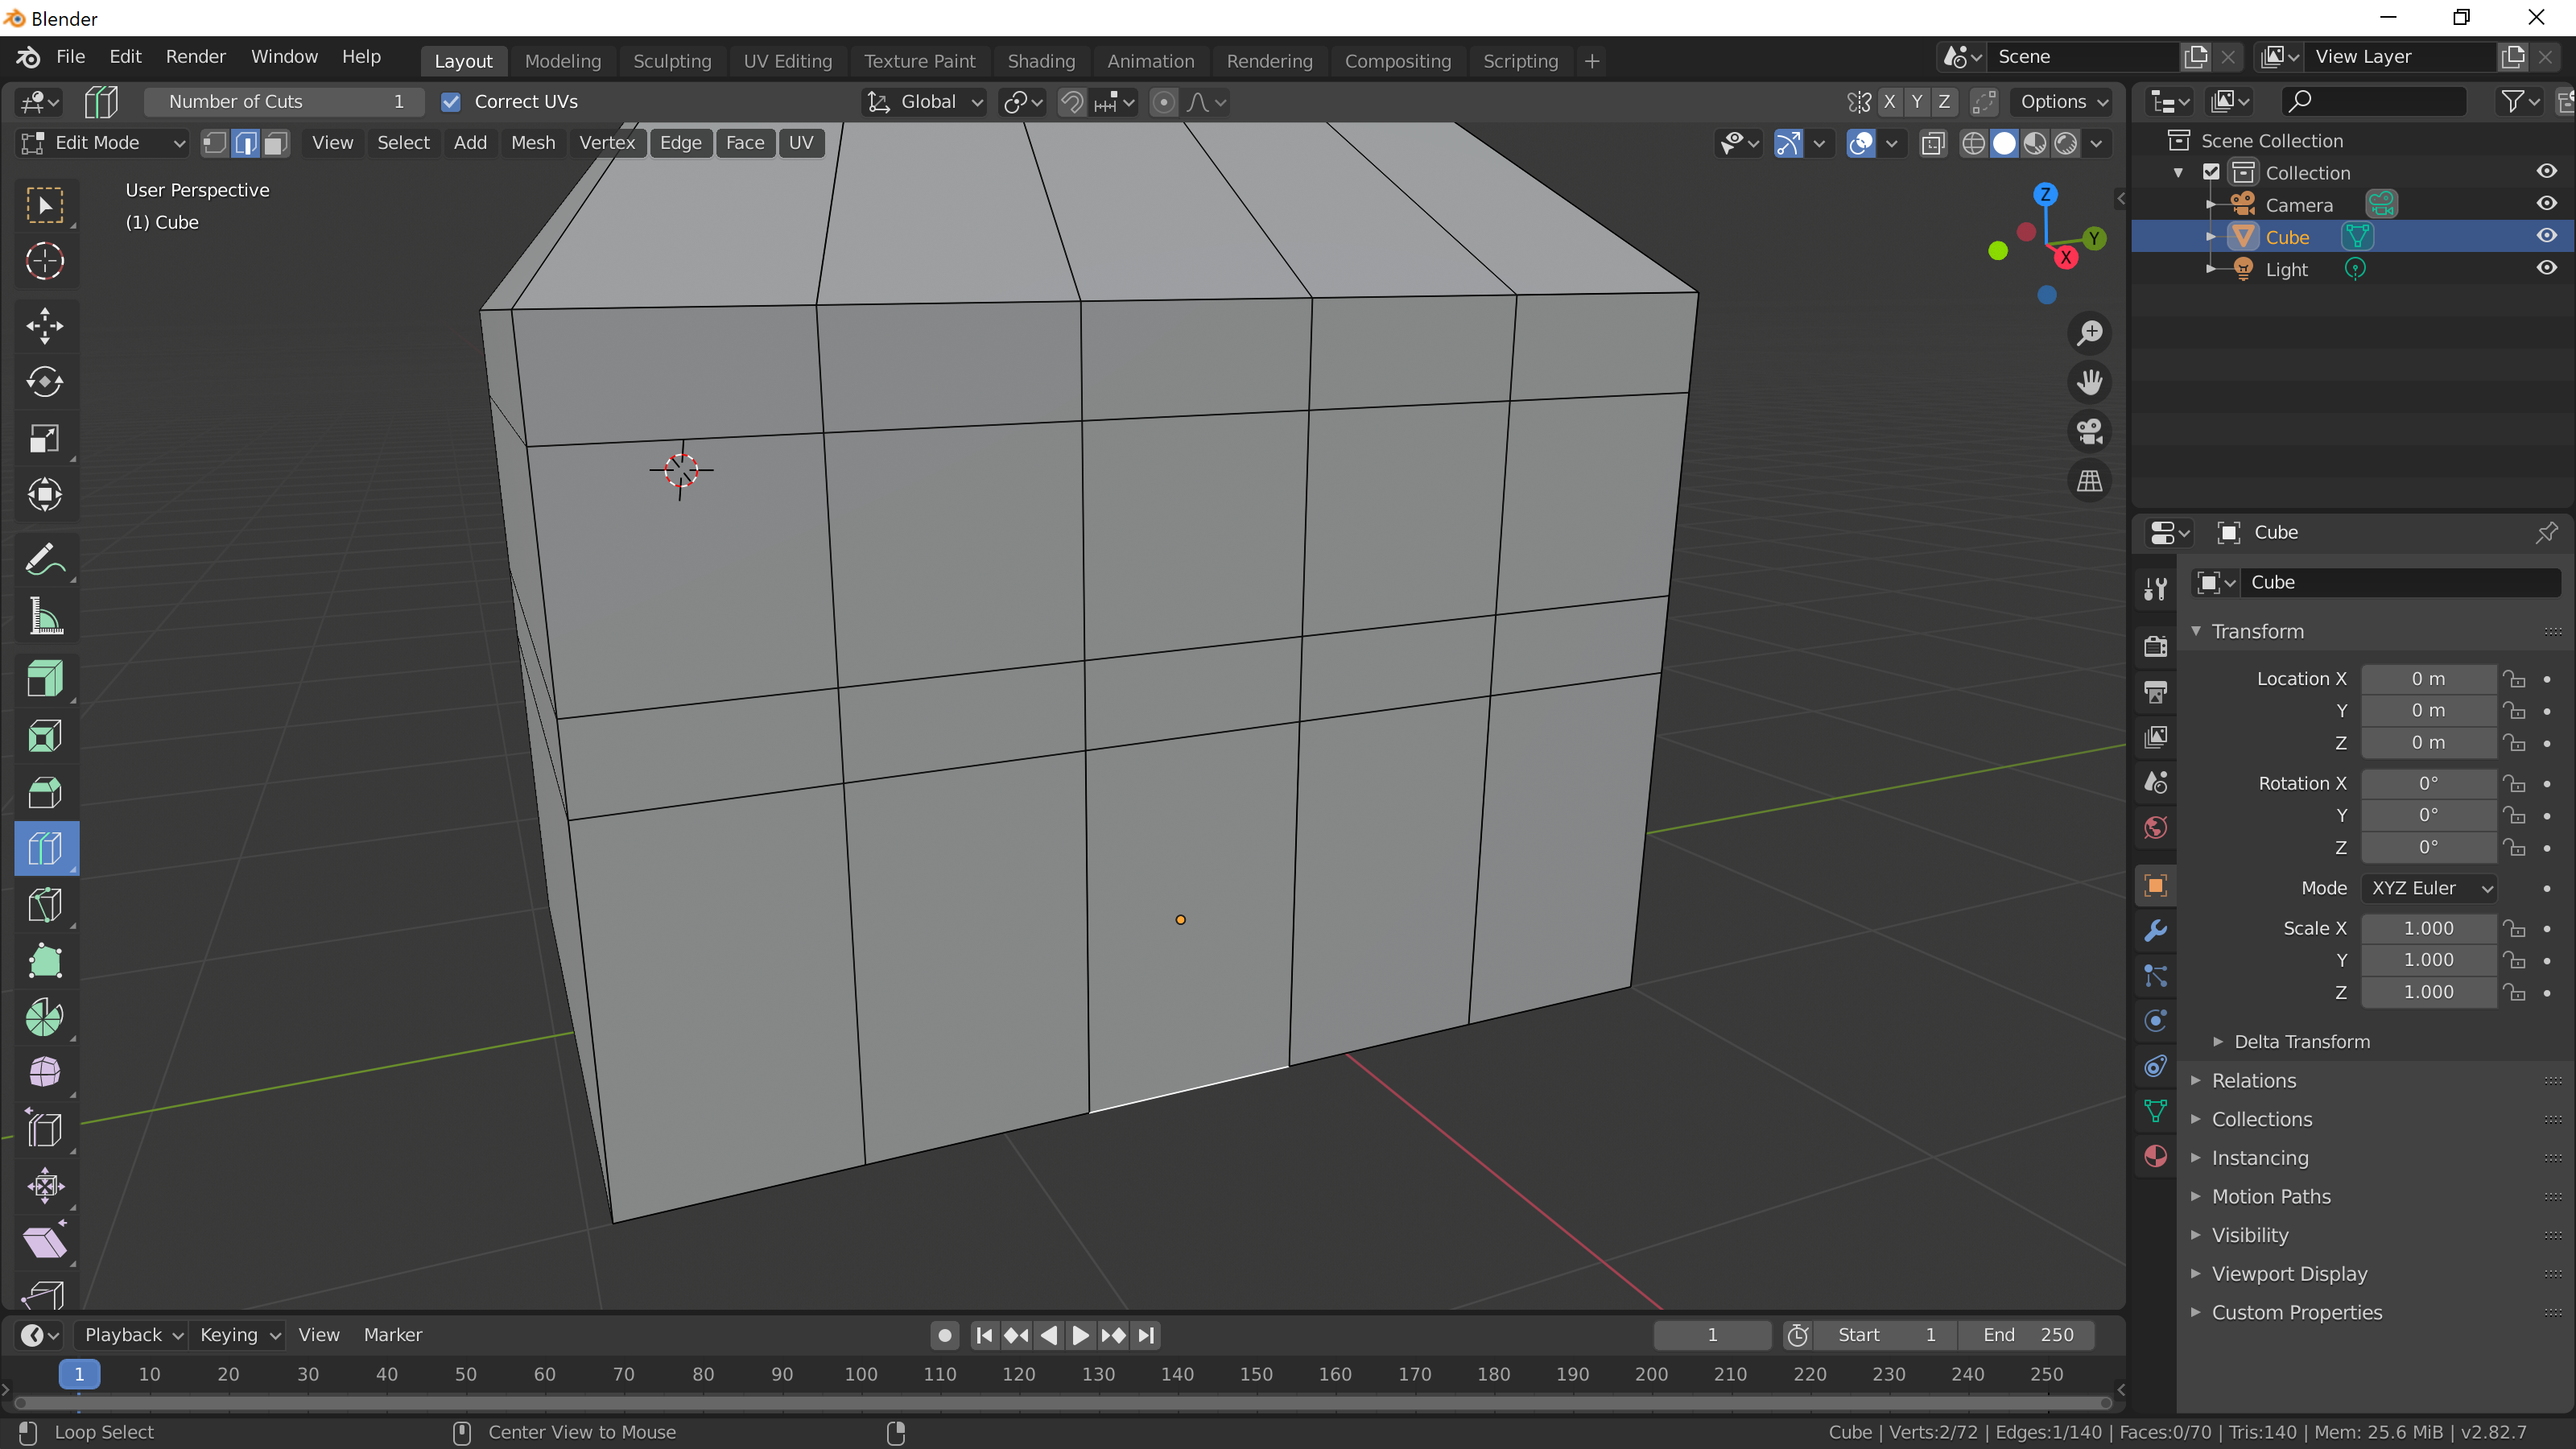 Blender
File Edit Render Window Help Layout Modeling Sculpting UV Editing Texture Paint Shading Animation Rendering Compositing Scripting + Scene View Layer
Number of Cuts 1 Correct UVs Global X Y Z Options
Edit Mode View Select Add Mesh Vertex Edge Face UV
User Perspective
(1) Cube
Z
Y
X
Scene Collection
Collection
Camera
Cube
Light
Cube
Cube
Transform
Location X 0 m
Y 0 m
Z 0 m
Rotation X 0°
Y 0°
Z 0°
Mode XYZ Euler
Scale X 1.000
Y 1.000
Z 1.000
Delta Transform
Relations
Collections
Instancing
Motion Paths
Visibility
Viewport Display
Custom Properties
Playback Keying View Marker 1 Start 1 End 250
1 10 20 30 40 50 60 70 80 90 100 110 120 130 140 150 160 170 180 190 200 210 220 230 240 250
Loop Select Center View to Mouse Cube | Verts:2/72 | Edges:1/140 | Faces:0/70 | Tris:140 | Mem: 25.6 MiB | v2.82.7